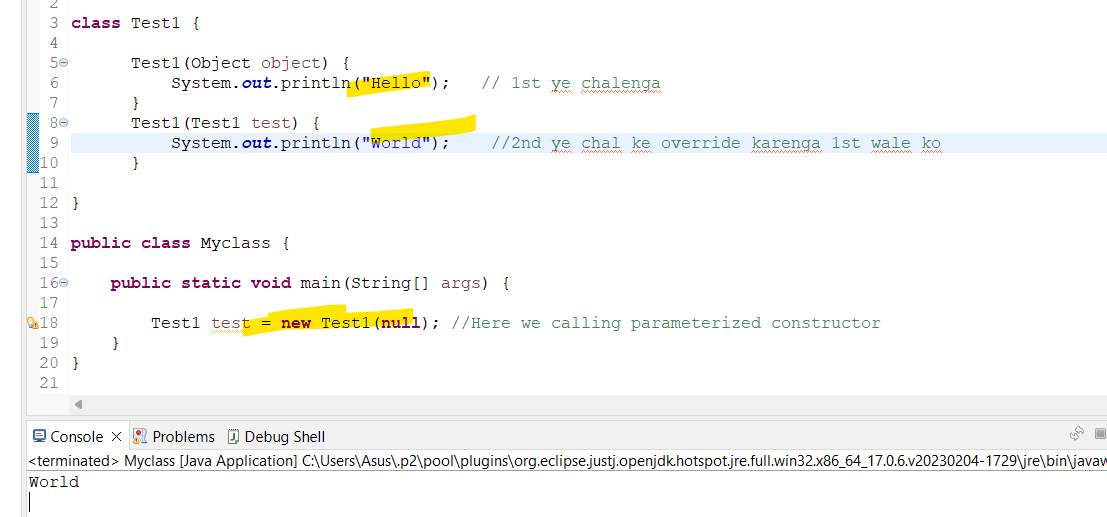 2
3 class Test1 {
4
5 Test1(Object object) {
6 System.out.println("Hello"); // 1st ye chalenga
7 }
8 Test1(Test1 test) {
9 System.out.println("World"); //2nd ye chal ke override karenga 1st wale ko
10 }
11
12 }
13
14 public class Myclass {
15
16 public static void main(String[] args) {
17
18 Test1 test = new Test1(null); //Here we calling parameterized constructor
19 }
20 }
21
Console Problems Debug Shell
<terminated> Myclass [Java Application] C:\Users\Asus\.p2\pool\plugins\org.eclipse.justj.openjdk.hotspot.jre.full.win32.x86_64_17.0.6.v20230204-1729\jre\bin\javaw
World